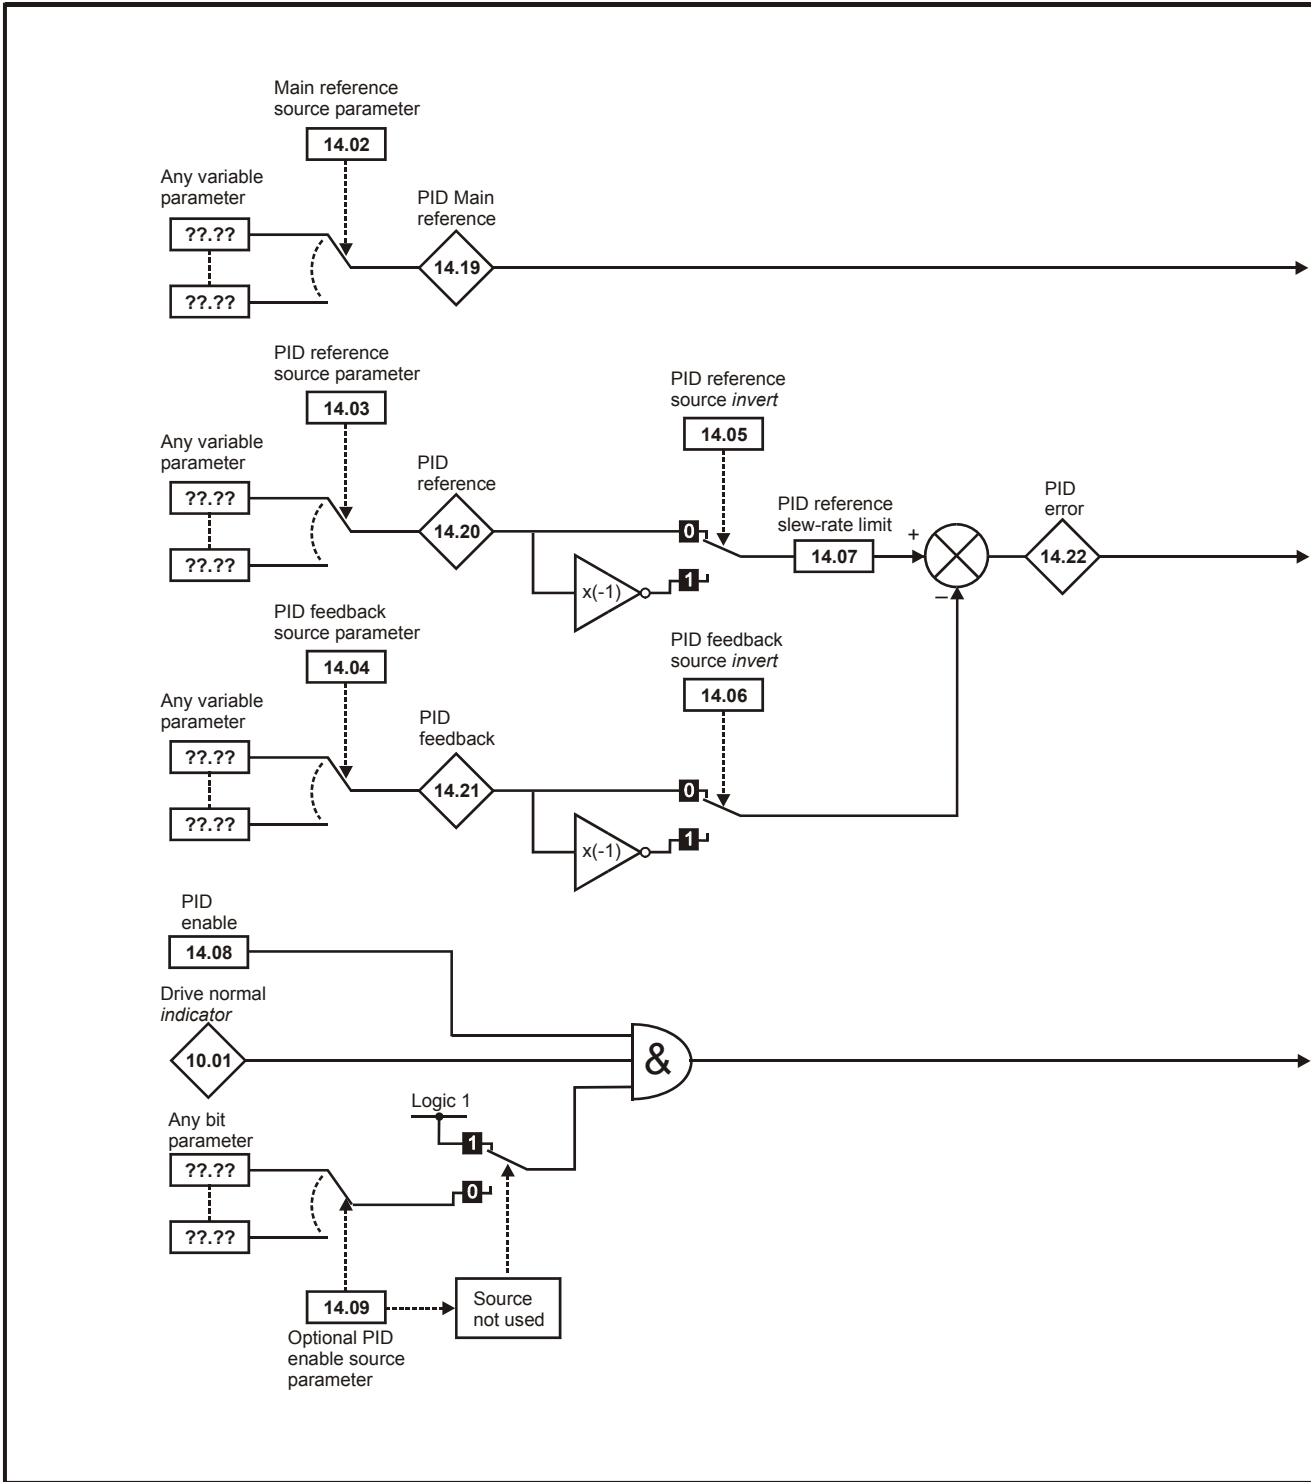 Main reference
source parameter
14.02
Any variable
parameter
??.??
??.??
PID Main
reference
14.19
PID reference
source parameter
14.03
Any variable
parameter
??.??
??.??
PID
reference
14.20
x(-1)
0
1
PID reference
source invert
14.05
PID reference
slew-rate limit
14.07
+
–
PID
error
14.22
PID feedback
source parameter
14.04
Any variable
parameter
??.??
??.??
PID
feedback
14.21
x(-1)
0
1
PID feedback
source invert
14.06
PID
enable
14.08
Drive normal
indicator
10.01
&
Any bit
parameter
??.??
??.??
Logic 1
1
0
14.09
Optional PID
enable source
parameter
Source
not used